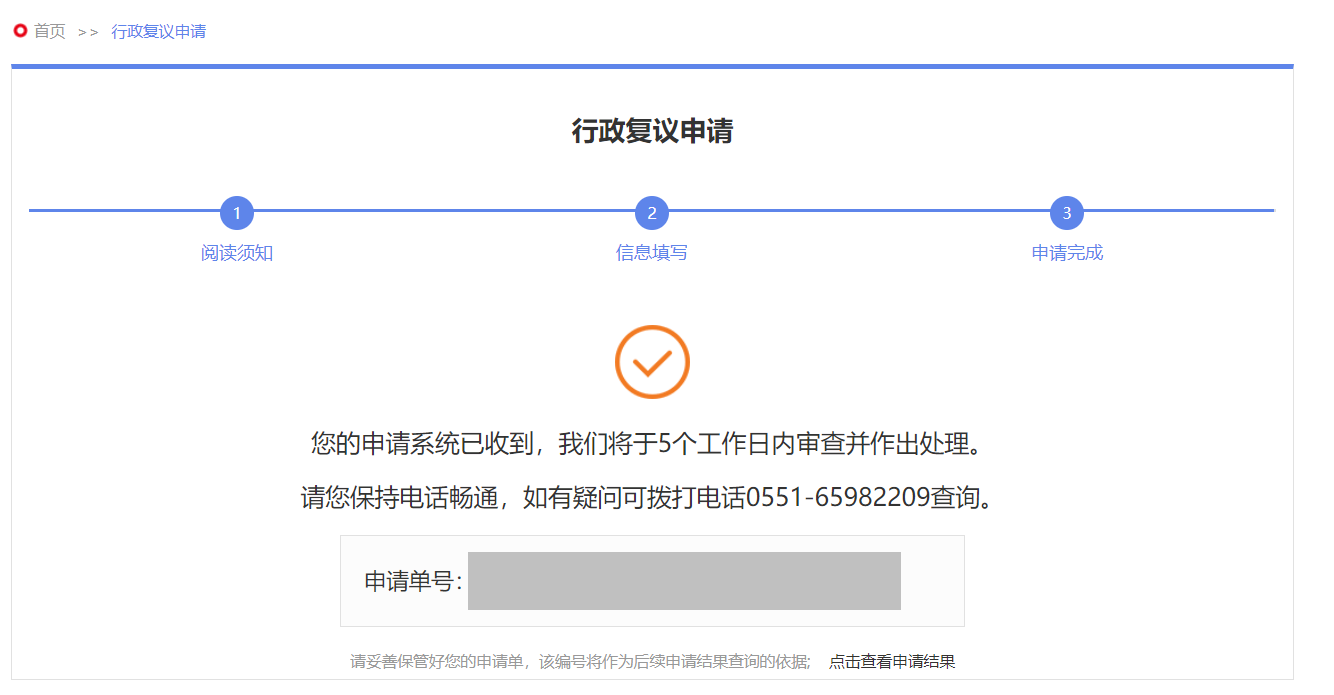 首页 >> 行政复议申请
行政复议申请
1 2 3
阅读须知 信息填写 申请完成
您的申请系统已收到，我们将于5个工作日内审查并作出处理。
请您保持电话畅通，如有疑问可拨打电话0551-65982209查询。
申请单号：
请妥善保管好您的申请单，该编号将作为后续申请结果查询的依据; 点击查看申请结果